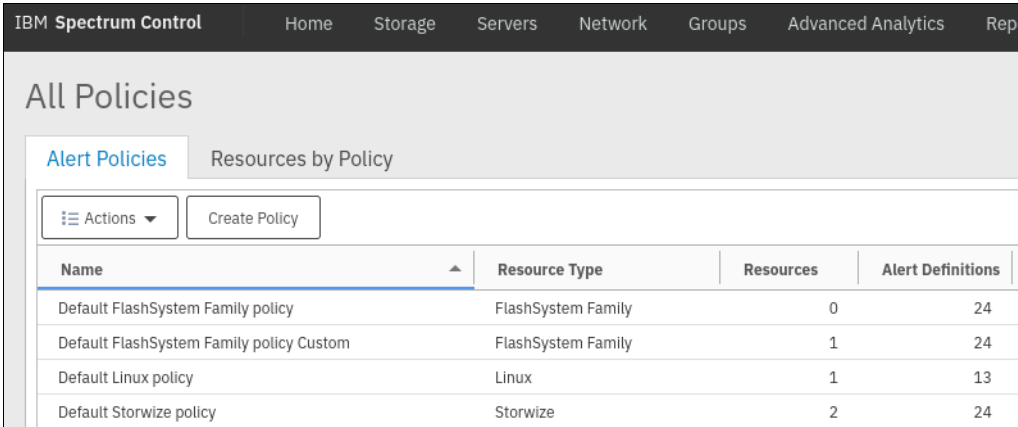 IBM Spectrum Control Home Storage Servers Network Groups Advanced Analytics Rep
All Policies
Alert Policies Resources by Policy
Actions Create Policy
Name Resource Type Resources Alert Definitions
Default FlashSystem Family policy FlashSystem Family 0 24
Default FlashSystem Family policy Custom FlashSystem Family 1 24
Default Linux policy Linux 1 13
Default Storwize policy Storwize 2 24